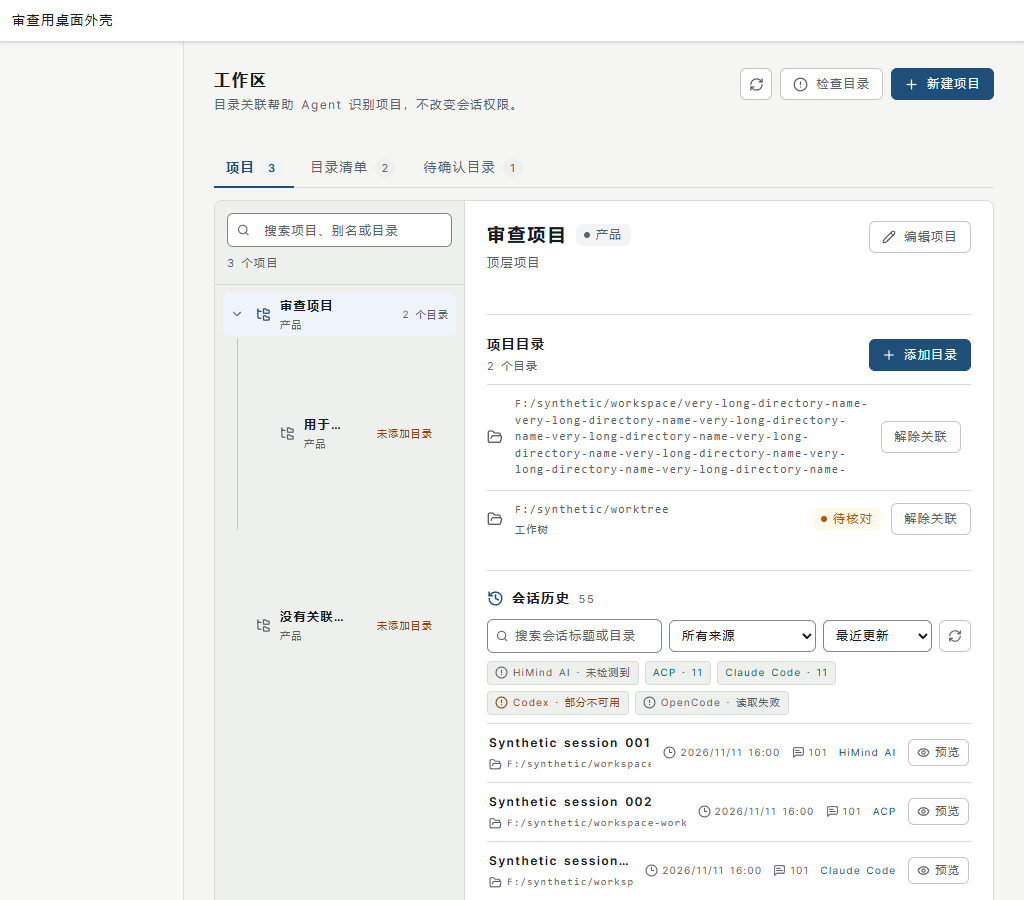 审查用桌面外壳
工作区
目录关联帮助 Agent 识别项目，不改变会话权限。
检查目录
新建项目
项目 3
目录清单 2
待确认目录 1
搜索项目、别名或目录
3 个项目
审查项目
产品
2 个目录
用于…
产品
未添加目录
没有关联…
产品
未添加目录
审查项目
产品
顶层项目
编辑项目
项目目录
2 个目录
添加目录
F:/synthetic/workspace/very-long-directory-name-
very-long-directory-name-very-long-directory-
name-very-long-directory-name-very-long-
directory-name-very-long-directory-name-very-
long-directory-name-very-long-directory-name-
解除关联
F:/synthetic/worktree
工作树
待核对
解除关联
会话历史 55
搜索会话标题或目录
所有来源
最近更新
HiMind AI · 未检测到
ACP · 11
Claude Code · 11
Codex · 部分不可用
OpenCode · 读取失败
Synthetic session 001
F:/synthetic/workspace
2026/11/11 16:00
101
HiMind AI
预览
Synthetic session 002
F:/synthetic/workspace-work
2026/11/11 16:00
101
ACP
预览
Synthetic session…
F:/synthetic/worksp
2026/11/11 16:00
101
Claude Code
预览